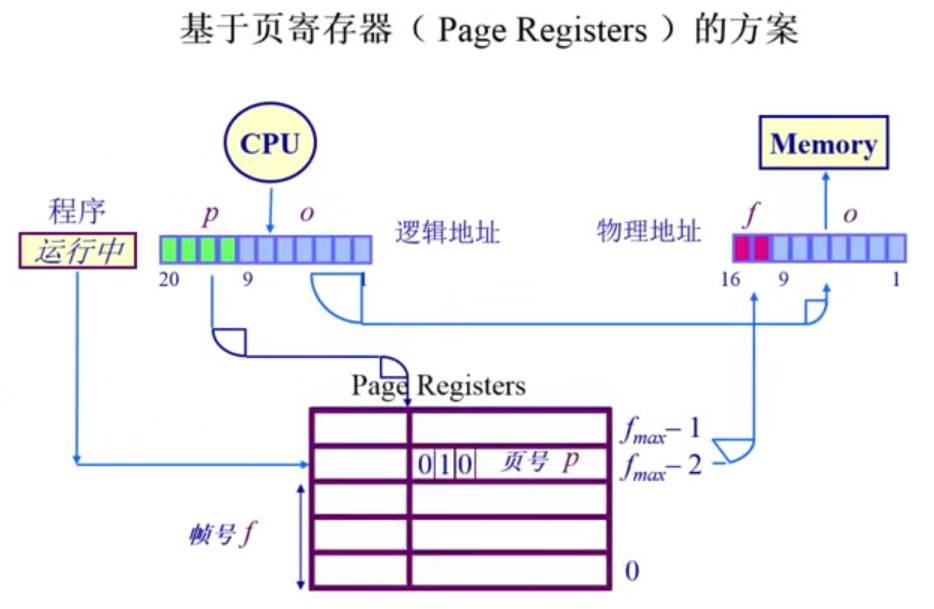 基于页寄存器（ Page Registers ）的方案
CPU
Memory
程序
p
o
逻辑地址
物理地址
f
o
运行中
20
9
1
16
9
1
Page Registers
f max– 1
0 1 0 页号 p
f max– 2
帧号 f
0